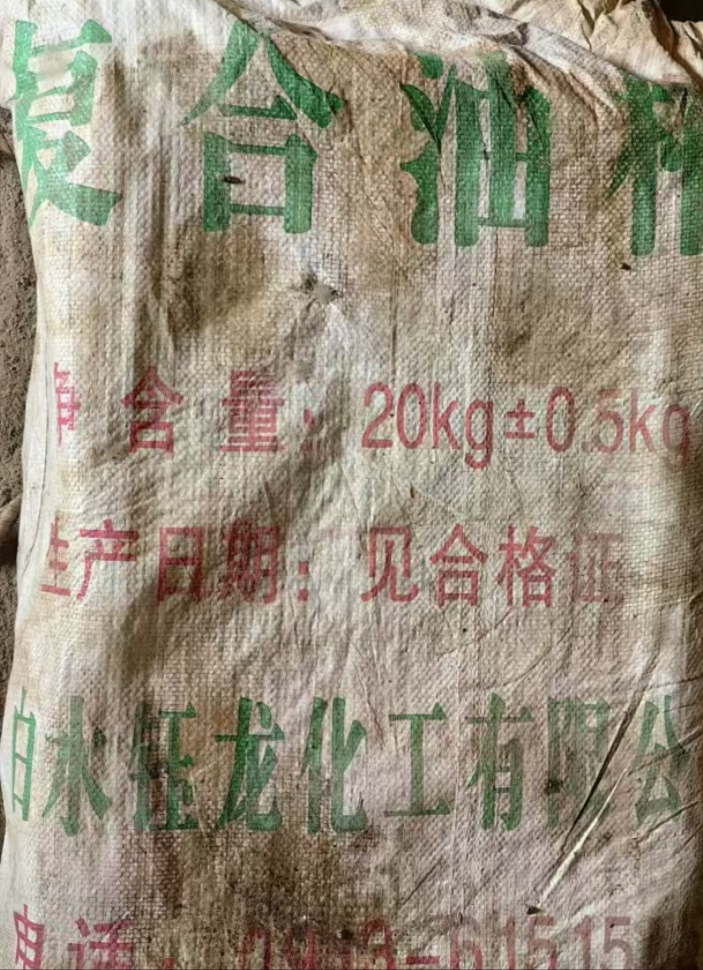 复合油相
净含量：20kg±0.5kg
生产日期：见合格证
白水钰龙化工有限公
电话：0913-61515